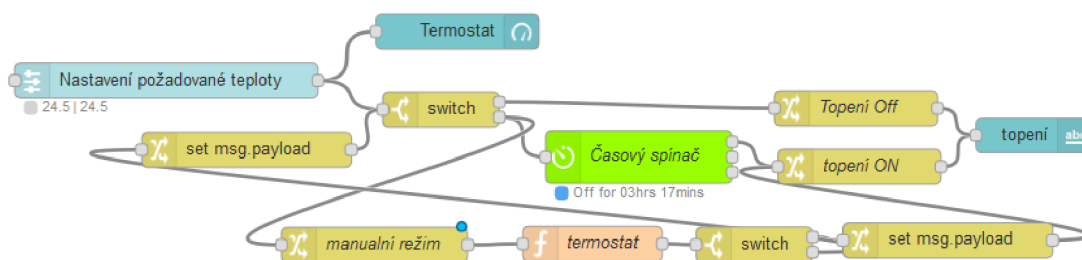 Termostat
Nastavení požadované teploty
24.5 | 24.5
switch
Topení Off
set msg.payload
Časový spínač
topení ON
topení
abc
Off for 03hrs 17mins
manualní režim
termostat
switch
set msg.payload